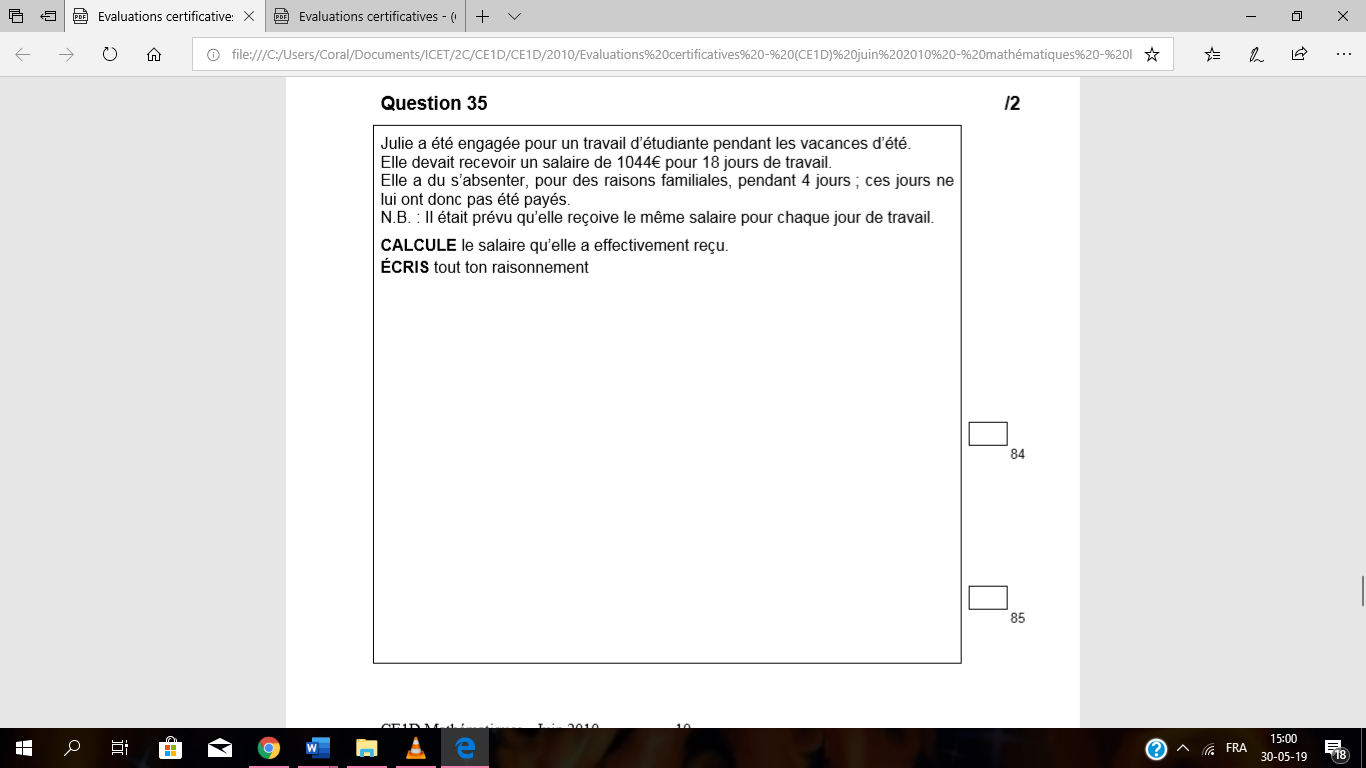 Evaluations certificatives
Evaluations certificatives - (
file:///C:/Users/Coral/Documents/ICET/2C/CE1D/CE1D/2010/Evaluations%20certificatives%20-%20(CE1D)%20juin%202010%20-%20mathématiques%20-%20l
Question 35 /2
Julie a été engagée pour un travail d’étudiante pendant les vacances d’été.
Elle devait recevoir un salaire de 1044€ pour 18 jours de travail.
Elle a du s’absenter, pour des raisons familiales, pendant 4 jours ; ces jours ne
lui ont donc pas été payés.
N.B. : Il était prévu qu’elle reçoive le même salaire pour chaque jour de travail.
CALCULE le salaire qu’elle a effectivement reçu.
ÉCRIS tout ton raisonnement
84
85
CE1D Mathématiques - Juin 2010 10
FRA
15:00
30-05-19
18